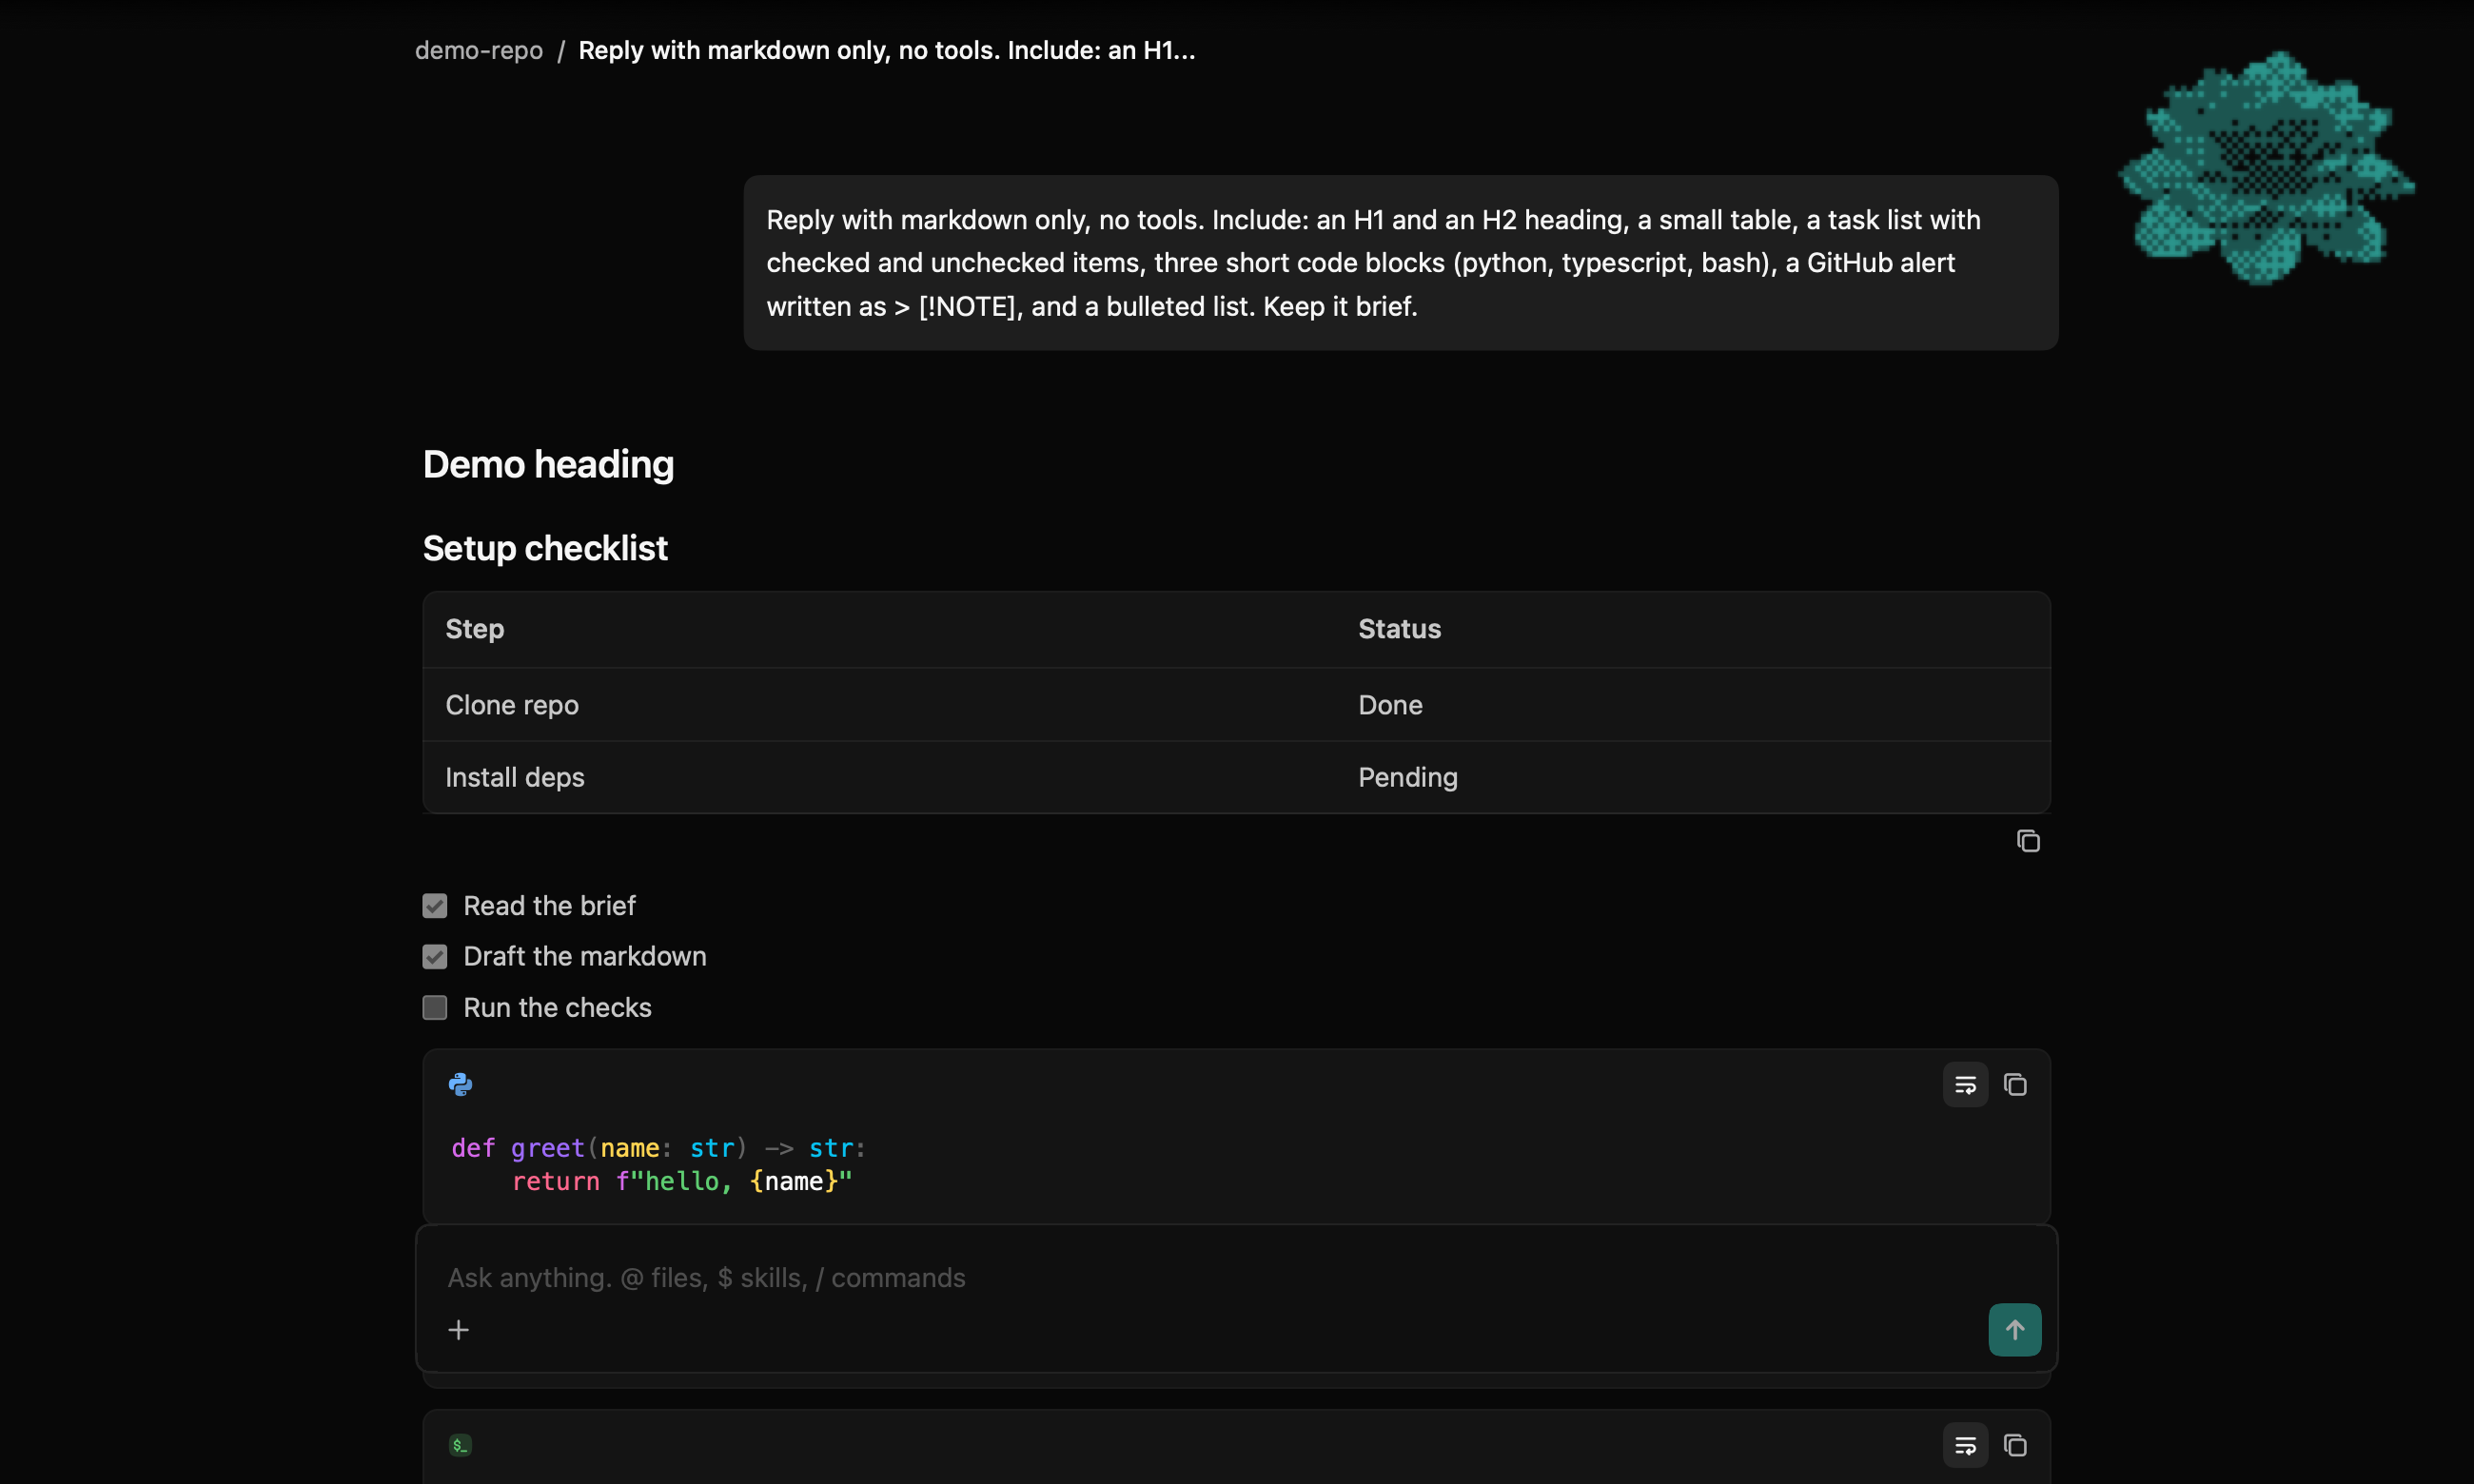 demo-repo / Reply with markdown only, no tools. Include: an H1...
Reply with markdown only, no tools. Include: an H1 and an H2 heading, a small table, a task list with
checked and unchecked items, three short code blocks (python, typescript, bash), a GitHub alert
written as > [!NOTE], and a bulleted list. Keep it brief.
Demo heading
Setup checklist
Step Status
Clone repo Done
Install deps Pending
Read the brief
Draft the markdown
Run the checks
def greet(name: str) -> str:
    return f"hello, {name}"
Ask anything. @ files, $ skills, / commands
$_